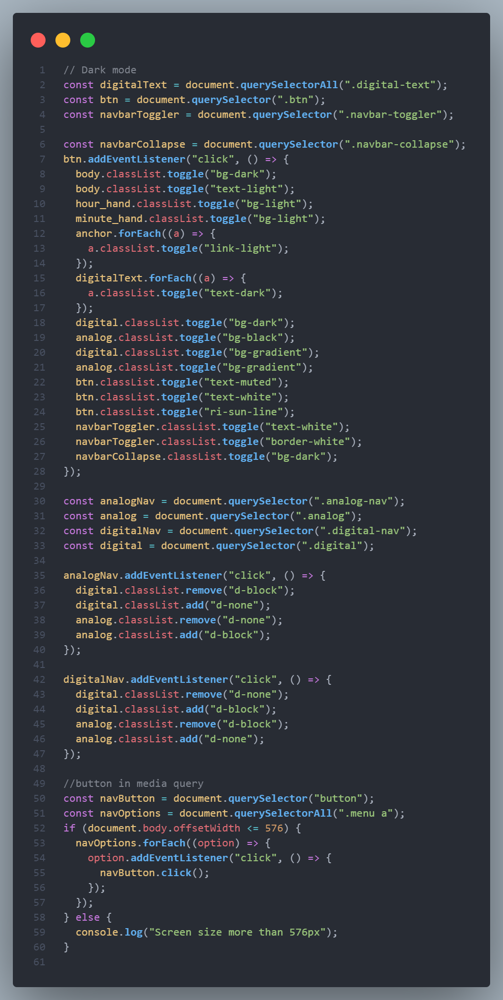 1 // Dark mode
2 const digitalText = document.querySelectorAll(".digital-text");
3 const btn = document.querySelector(".btn");
4 const navbarToggler = document.querySelector(".navbar-toggler");
5
6 const navbarCollapse = document.querySelector(".navbar-collapse");
7 btn.addEventListener("click", () => {
8   body.classList.toggle("bg-dark");
9   body.classList.toggle("text-light");
10   hour_hand.classList.toggle("bg-light");
11   minute_hand.classList.toggle("bg-light");
12   anchor.forEach((a) => {
13     a.classList.toggle("link-light");
14   });
15   digitalText.forEach((a) => {
16     a.classList.toggle("text-dark");
17   });
18   digital.classList.toggle("bg-dark");
19   analog.classList.toggle("bg-black");
20   digital.classList.toggle("bg-gradient");
21   analog.classList.toggle("bg-gradient");
22   btn.classList.toggle("text-muted");
23   btn.classList.toggle("text-white");
24   btn.classList.toggle("ri-sun-line");
25   navbarToggler.classList.toggle("text-white");
26   navbarToggler.classList.toggle("border-white");
27   navbarCollapse.classList.toggle("bg-dark");
28 });
29
30 const analogNav = document.querySelector(".analog-nav");
31 const analog = document.querySelector(".analog");
32 const digitalNav = document.querySelector(".digital-nav");
33 const digital = document.querySelector(".digital");
34
35 analogNav.addEventListener("click", () => {
36   digital.classList.remove("d-block");
37   digital.classList.add("d-none");
38   analog.classList.remove("d-none");
39   analog.classList.add("d-block");
40 });
41
42 digitalNav.addEventListener("click", () => {
43   digital.classList.remove("d-none");
44   digital.classList.add("d-block");
45   analog.classList.remove("d-block");
46   analog.classList.add("d-none");
47 });
48
49 //button in media query
50 const navButton = document.querySelector("button");
51 const navOptions = document.querySelectorAll(".menu a");
52 if (document.body.offsetWidth <= 576) {
53   navOptions.forEach((option) => {
54     option.addEventListener("click", () => {
55       navButton.click();
56     });
57   });
58 } else {
59   console.log("Screen size more than 576px");
60 }
61